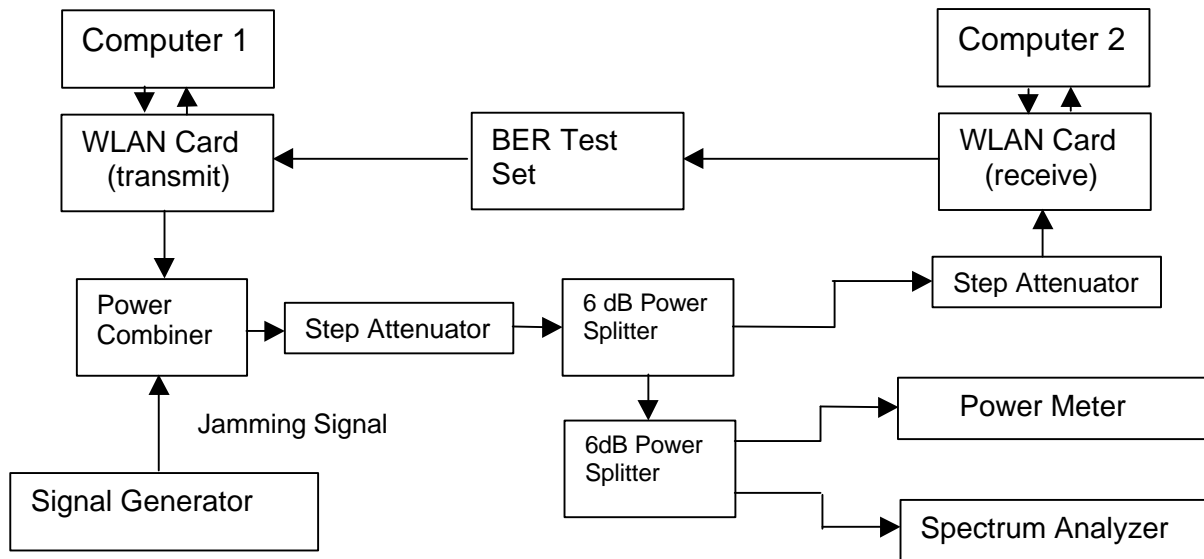 Computer 1
Computer 2
WLAN Card
(transmit)
BER Test
Set
WLAN Card
(receive)
Power
Combiner
Step Attenuator
6 dB Power
Splitter
Step Attenuator
Jamming Signal
6dB Power
Splitter
Power Meter
Signal Generator
Spectrum Analyzer